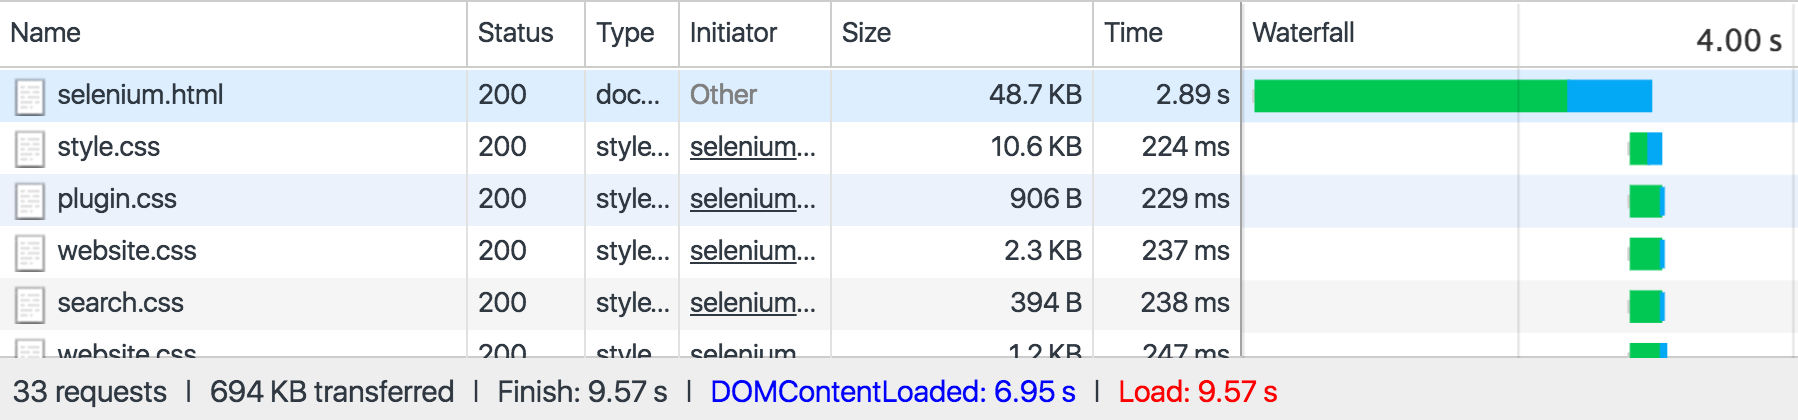 Name Status Type Initiator Size Time Waterfall 4.00 s
selenium.html 200 doc... Other 48.7 KB 2.89 s
style.css 200 style... selenium... 10.6 KB 224 ms
plugin.css 200 style... selenium... 906 B 229 ms
website.css 200 style... selenium... 2.3 KB 237 ms
search.css 200 style... selenium... 394 B 238 ms
website.css 200 style... selenium... 1.2 KB 247 ms
33 requests | 694 KB transferred | Finish: 9.57 s | DOMContentLoaded: 6.95 s | Load: 9.57 s